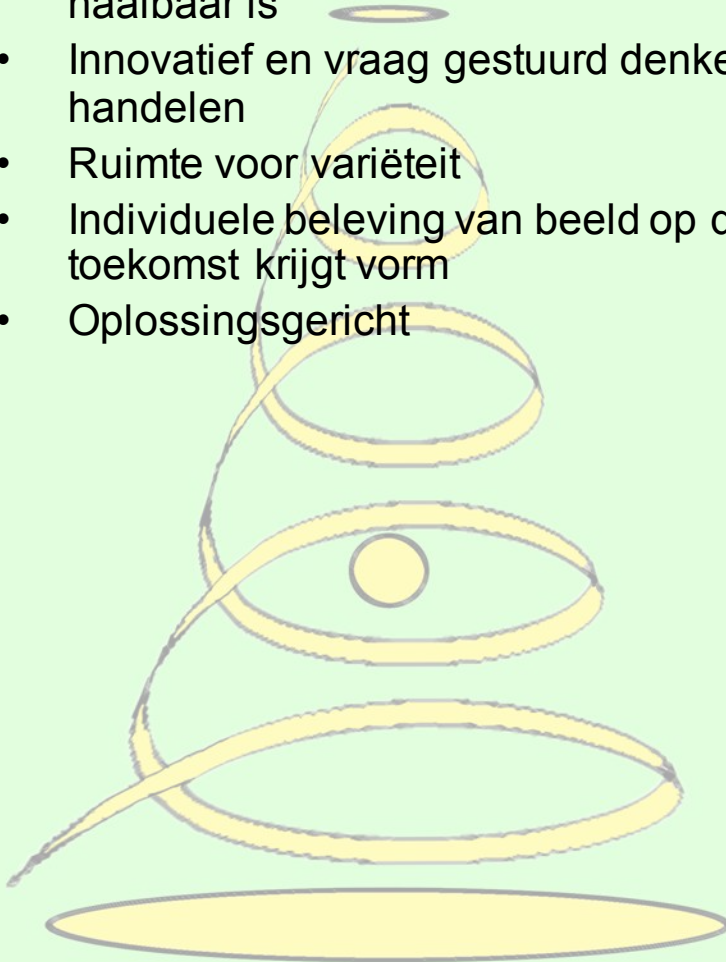 haalbaar is
• Innovatief en vraag gestuurd denke
handelen
• Ruimte voor variëteit
• Individuele beleving van beeld op d
toekomst krijgt vorm
• Oplossingsgericht